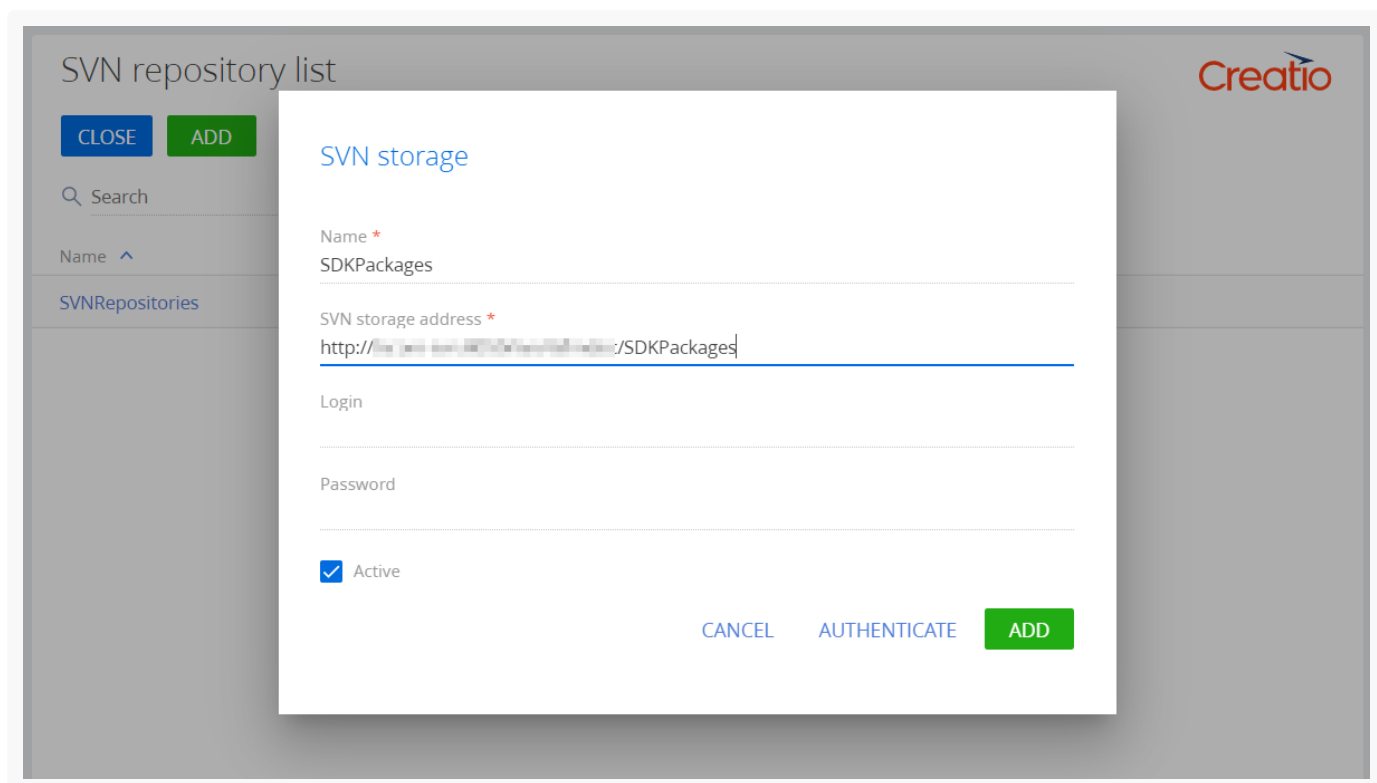 SVN repository list
Creatio
CLOSE ADD
Search
Name
SVNRepositories
SVN storage
Name *
SDKPackages
SVN storage address *
http:// /SDKPackages
Login
Password
Active
CANCEL AUTHENTICATE ADD